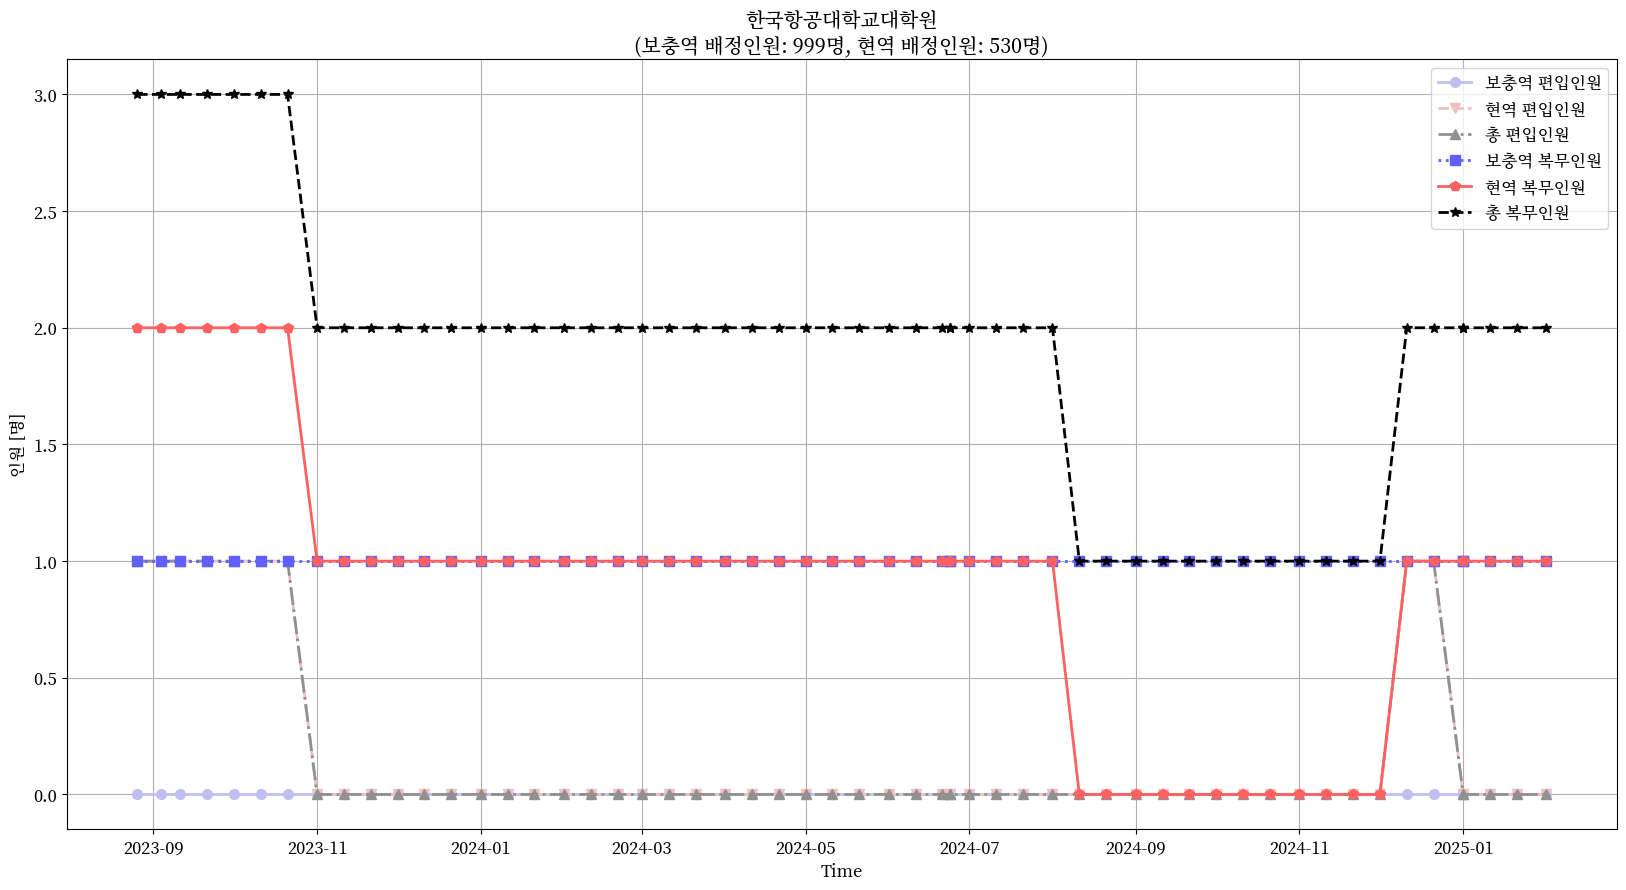 한국항공대학교대학원
(보충역 배정인원: 999명, 현역 배정인원: 530명)
보충역 편입인원
현역 편입인원
총 편입인원
보충역 복무인원
현역 복무인원
총 복무인원
인원 [명]
3.0
2.5
2.0
1.5
1.0
0.5
0.0
2023-09
2023-11
2024-01
2024-03
2024-05
2024-07
2024-09
2024-11
2025-01
Time